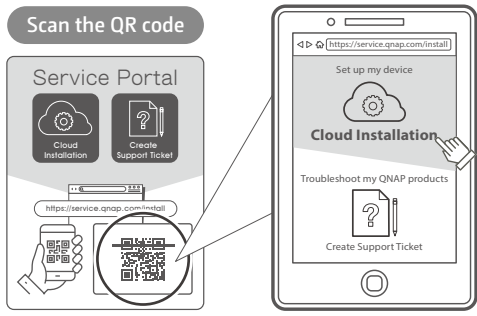 Scan the QR code
Service Portal
Cloud
Installation
Create
Support Ticket
https://service.qnap.com/install
https://service.qnap.com/install
Set up my device
Cloud Installation
Troubleshoot my QNAP products
?
Create Support Ticket